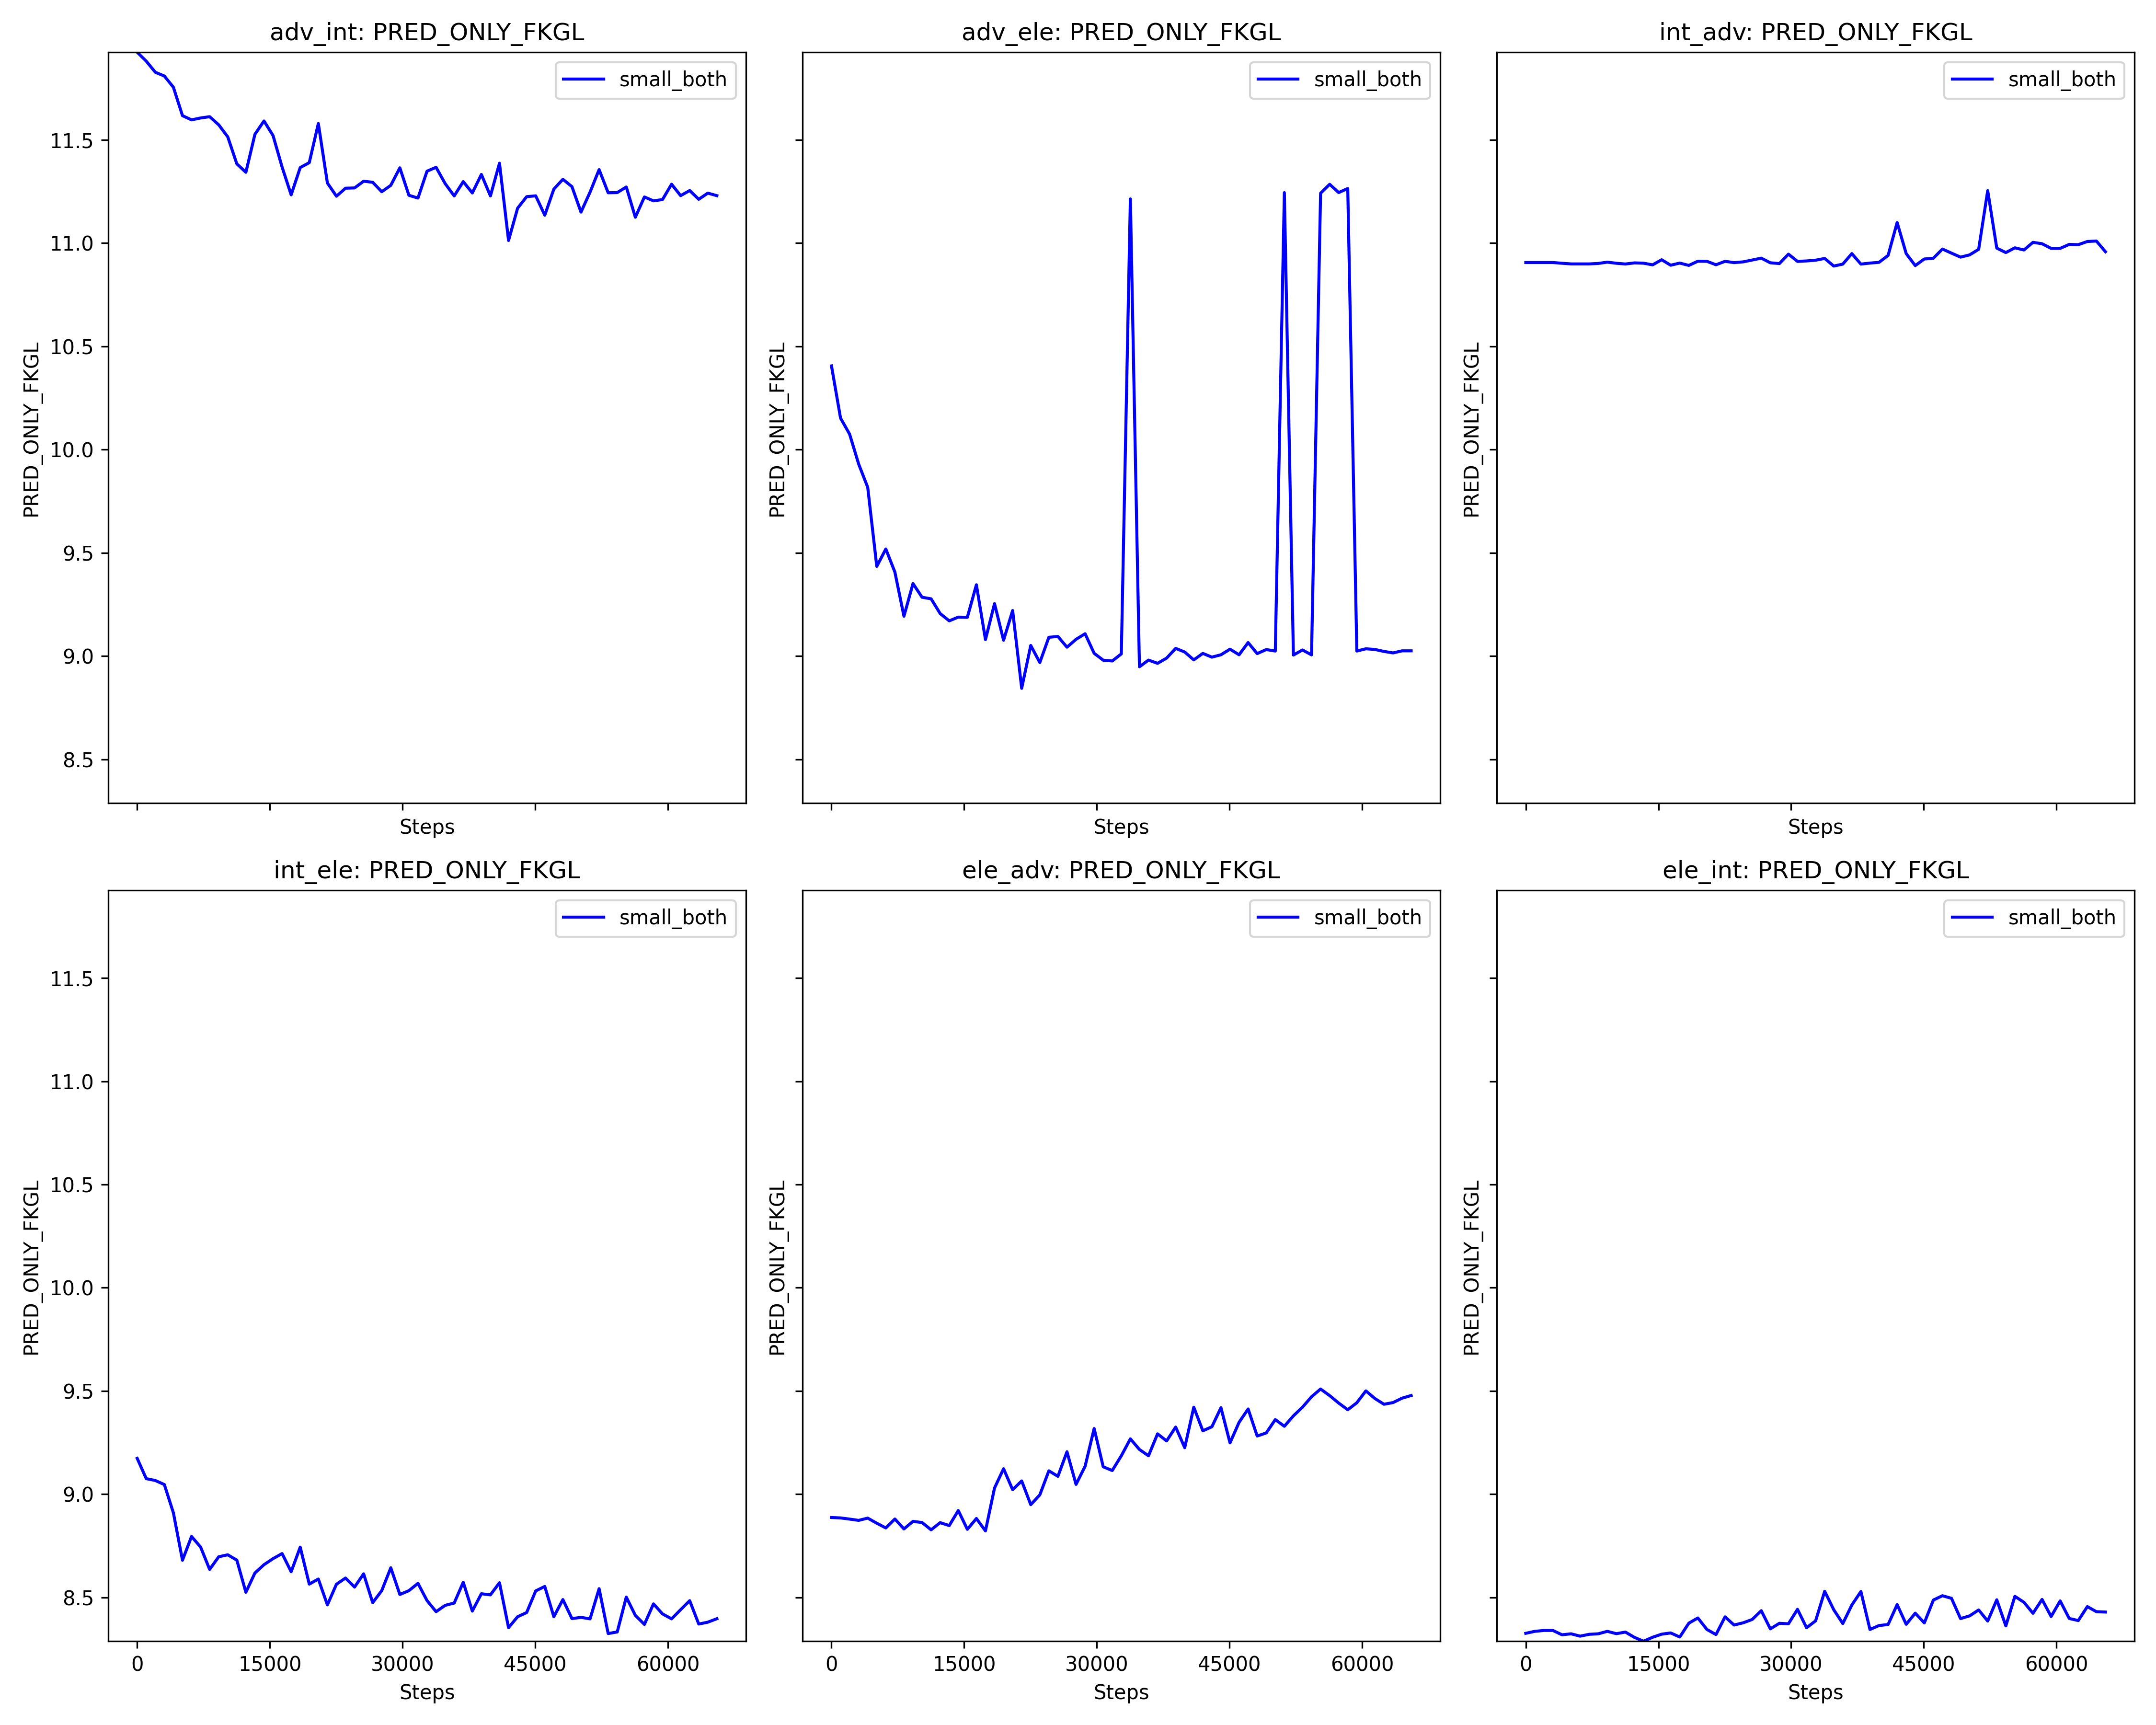 adv_int: PRED_ONLY_FKGL
adv_ele: PRED_ONLY_FKGL
int_adv: PRED_ONLY_FKGL
small_both
small_both
small_both
11.5
11.0
10.5
10.0
9.5
9.0
8.5
PRED_ONLY_FKGL
PRED_ONLY_FKGL
PRED_ONLY_FKGL
Steps
Steps
Steps
int_ele: PRED_ONLY_FKGL
ele_adv: PRED_ONLY_FKGL
ele_int: PRED_ONLY_FKGL
small_both
small_both
small_both
11.5
11.0
10.5
10.0
9.5
9.0
8.5
PRED_ONLY_FKGL
PRED_ONLY_FKGL
PRED_ONLY_FKGL
0 15000 30000 45000 60000
0 15000 30000 45000 60000
0 15000 30000 45000 60000
Steps
Steps
Steps